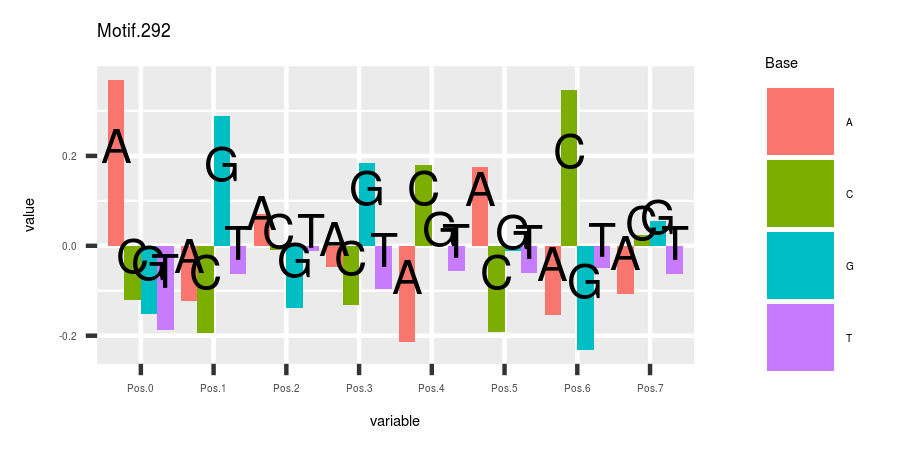 Motif.292
value
0.2
0.0
-0.2
A C G T A C G T A C G T A C G T A C G T A C G T A C G T A C G T
Pos.0 Pos.1 Pos.2 Pos.3 Pos.4 Pos.5 Pos.6 Pos.7
variable
Base
A
C
G
T